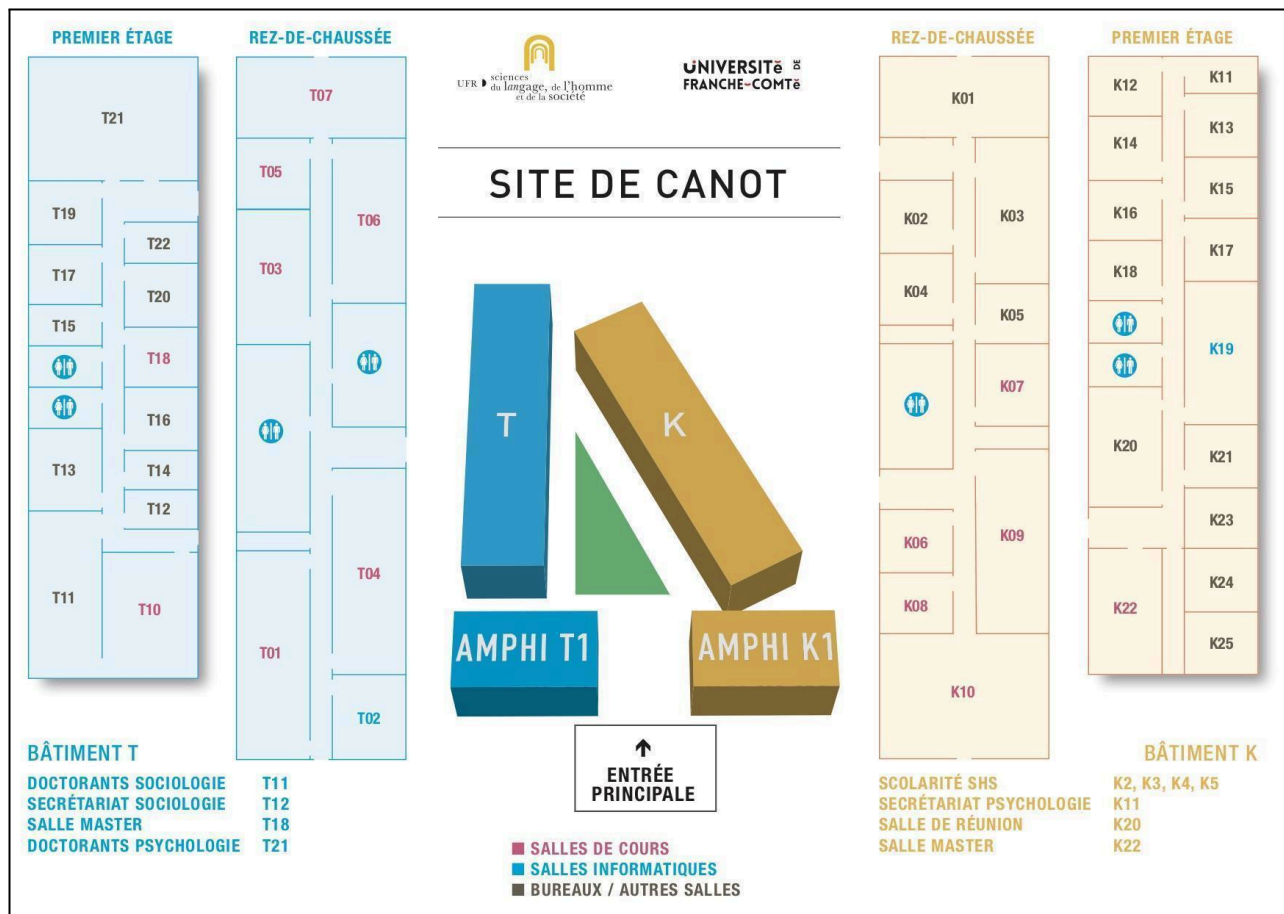 PREMIER ÉTAGE
T21
T19
T22
T17
T20
T15
T18
T16
T13
T14
T12
T11
T10
REZ-DE-CHAUSSÉE
T07
T05
T06
T03
T04
T01
T02
UFR sciences
du langage, de l'homme
et de la société
UNIVERSITé DE
FRANCHE-COMTé
SITE DE CANOT
T
K
AMPHI T1
AMPHI K1
ENTRÉE
PRINCIPALE
REZ-DE-CHAUSSÉE
K01
K02
K03
K04
K05
K07
K06
K09
K08
K10
PREMIER ÉTAGE
K11
K12
K13
K14
K15
K16
K17
K18
K19
K20
K21
K23
K24
K22
K25
BÂTIMENT T
DOCTORANTS SOCIOLOGIE T11
SECRÉTARIAT SOCIOLOGIE T12
SALLE MASTER T18
DOCTORANTS PSYCHOLOGIE T21
SALLES DE COURS
SALLES INFORMATIQUES
BUREAUX / AUTRES SALLES
BÂTIMENT K
SCOLARITÉ SHS K2, K3, K4, K5
SECRÉTARIAT PSYCHOLOGIE K11
SALLE DE RÉUNION K20
SALLE MASTER K22